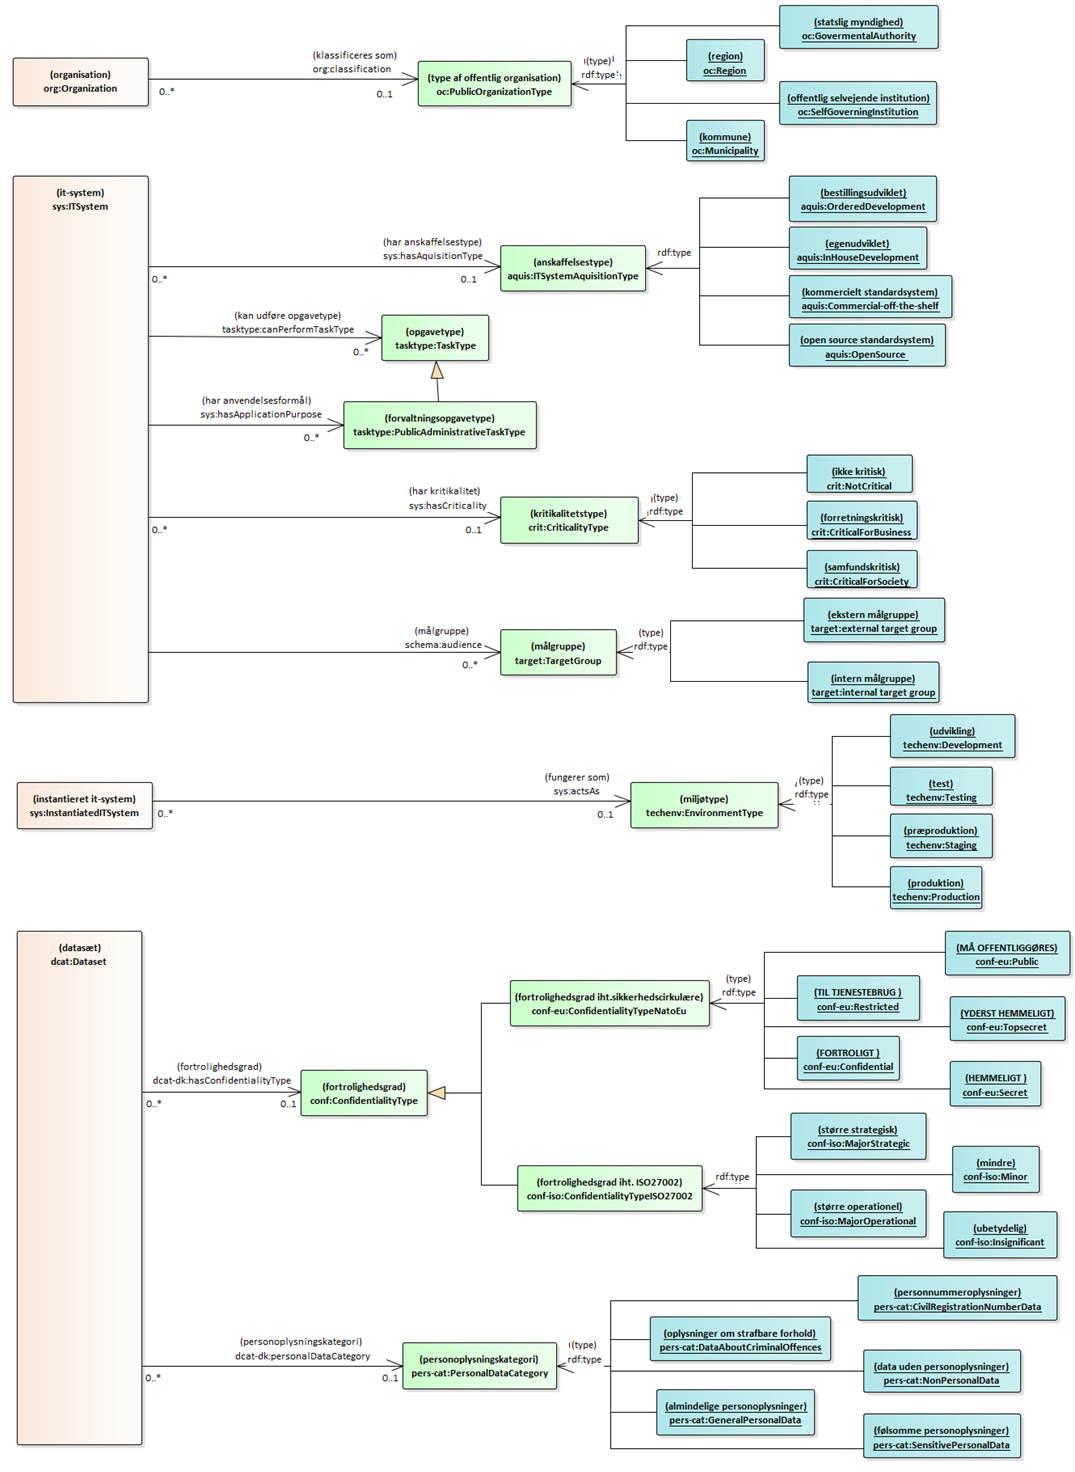 (organisation)
org:Organization
(klassificeres som)
org:classification
0..*
0..1
(type af offentlig organisation)
oc:PublicOrganizationType
(type)
rdf:type
(statslig myndighed)
oc:GovermentalAuthority
(region)
oc:Region
(offentlig selvejende institution)
oc:SelfGoverningInstitution
(kommune)
oc:Municipality
(it-system)
sys:ITSystem
(har anskaffelsestype)
sys:hasAquisitionType
0..*
0..1
(anskaffelsestype)
aquis:ITSystemAquisitionType
rdf:type
(bestillingsudviklet)
aquis:OrderedDevelopment
(egenudviklet)
aquis:InHouseDevelopment
(kommercielt standardsystem)
aquis:Commercial-off-the-shelf
(open source standardsystem)
aquis:OpenSource
(kan udføre opgavetype)
tasktype:canPerformTaskType
0..*
(opgavetype)
tasktype:TaskType
(har anvendelsesformål)
sys:hasApplicationPurpose
0..*
(forvaltningsopgavetype)
tasktype:PublicAdministrativeTaskType
(har kritikalitet)
sys:hasCriticality
0..*
0..1
(kritikalitetstype)
crit:CriticalityType
(type)
rdf:type
(ikke kritisk)
crit:NotCritical
(forretningskritisk)
crit:CriticalForBusiness
(samfundskritisk)
crit:CriticalForSociety
(målgruppe)
schema:audience
0..*
(målgruppe)
target:TargetGroup
(type)
rdf:type
(ekstern målgruppe)
target:external target group
(intern målgruppe)
target:internal target group
(instantieret it-system)
sys:InstantiatedITSystem
(fungerer som)
sys:actsAs
0..*
0..1
(miljøtype)
techenv:EnvironmentType
(type)
rdf:type
(udvikling)
techenv:Development
(test)
techenv:Testing
(præproduktion)
techenv:Staging
(produktion)
techenv:Production
(datasæt)
dcat:Dataset
(fortrolighedsgrad)
dcat-dk:hasConfidentialityType
0..*
0..1
(fortrolighedsgrad)
conf:ConfidentialityType
(fortrolighedsgrad iht.sikkerhedscirkulære)
conf-eu:ConfidentialityTypeNatoEu
(type)
rdf:type
(MÅ OFFENTLIGGØRES)
conf-eu:Public
(TIL TJENESTEBRUG )
conf-eu:Restricted
(YDERST HEMMELIGT)
conf-eu:Topsecret
(FORTROLIGT )
conf-eu:Confidential
(HEMMELIGT )
conf-eu:Secret
(fortrolighedsgrad iht. ISO27002)
conf-iso:ConfidentialityTypeISO27002
rdf:type
(større strategisk)
conf-iso:MajorStrategic
(mindre)
conf-iso:Minor
(større operationel)
conf-iso:MajorOperational
(ubetydelig)
conf-iso:Insignificant
(personoplysningskategori)
dcat-dk:personalDataCategory
0..*
0..1
(personoplysningskategori)
pers-cat:PersonalDataCategory
(type)
rdf:type
(personnummeroplysninger)
pers-cat:CivilRegistrationNumberData
(oplysninger om strafbare forhold)
pers-cat:DataAboutCriminalOffences
(data uden personoplysninger)
pers-cat:NonPersonalData
(almindelige personoplysninger)
pers-cat:GeneralPersonalData
(følsomme personoplysninger)
pers-cat:SensitivePersonalData